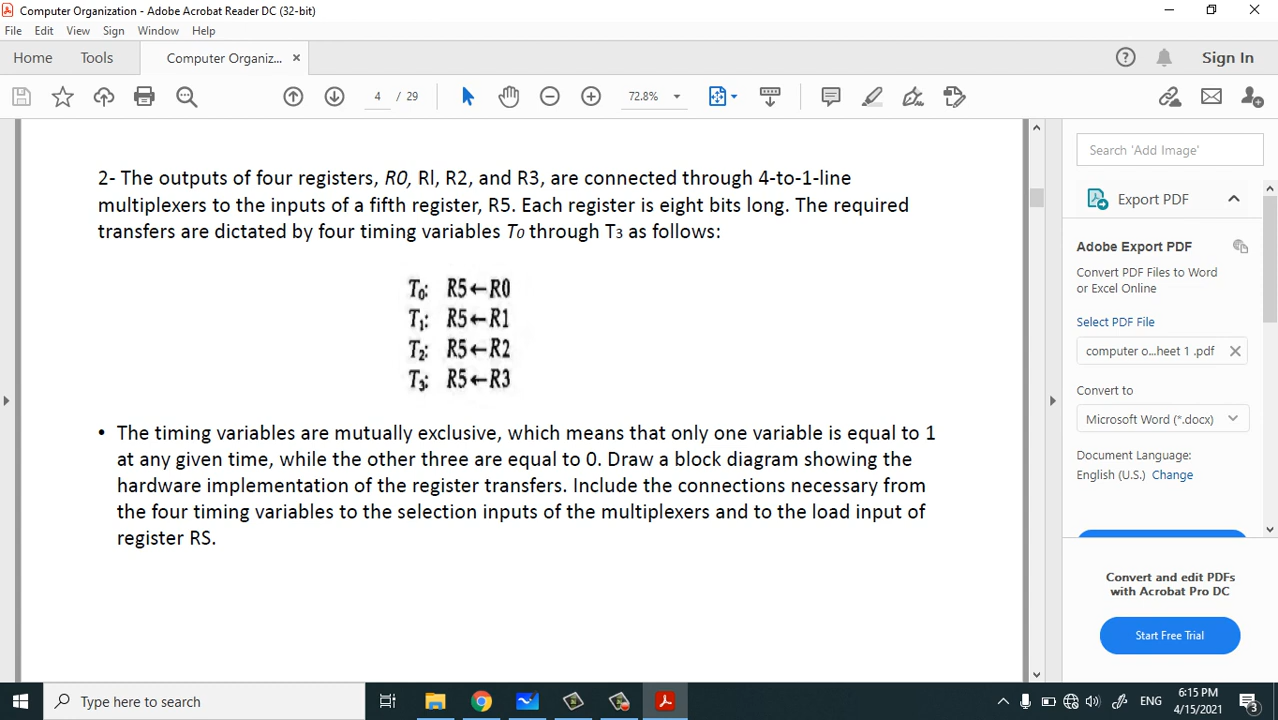 Computer Organization - Adobe Acrobat Reader DC (32-bit)
File Edit View Sign Window Help
Home Tools Computer Organiz... × Sign In
4 / 29 72.8%
2- The outputs of four registers, R0, Rl, R2, and R3, are connected through 4-to-1-line
multiplexers to the inputs of a fifth register, R5. Each register is eight bits long. The required
transfers are dictated by four timing variables T0 through T3 as follows:
T0: R5←R0
T1: R5←R1
T2: R5←R2
T3: R5←R3
• The timing variables are mutually exclusive, which means that only one variable is equal to 1
at any given time, while the other three are equal to 0. Draw a block diagram showing the
hardware implementation of the register transfers. Include the connections necessary from
the four timing variables to the selection inputs of the multiplexers and to the load input of
register RS.
Search 'Add Image'
Export PDF
Adobe Export PDF
Convert PDF Files to Word
or Excel Online
Select PDF File
computer o...heet 1 .pdf
Convert to
Microsoft Word (*.docx)
Document Language:
English (U.S.) Change
Convert and edit PDFs
with Acrobat Pro DC
Start Free Trial
Type here to search
ENG
6:15 PM
4/15/2021
3